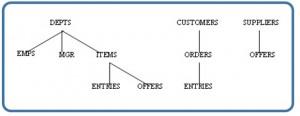 DEPTS CUSTOMERS SUPPLIERS
EMPS MGR ITEMS ORDERS OFFERS
ENTRIES OFFERS ENTRIES